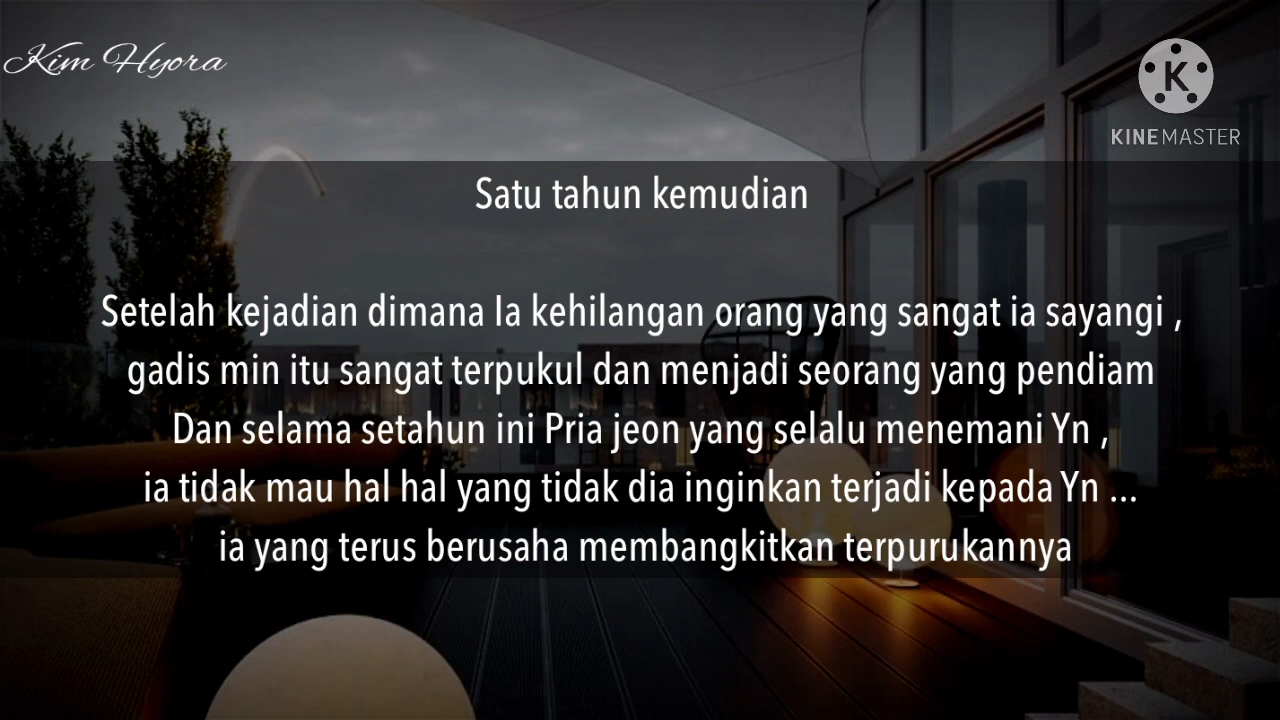 Kim Hyora
KINEMASTER
Satu tahun kemudian
Setelah kejadian dimana Ia kehilangan orang yang sangat ia sayangi ,
gadis min itu sangat terpukul dan menjadi seorang yang pendiam
Dan selama setahun ini Pria jeon yang selalu menemani Yn ,
ia tidak mau hal hal yang tidak dia inginkan terjadi kepada Yn ...
ia yang terus berusaha membangkitkan terpurukannya